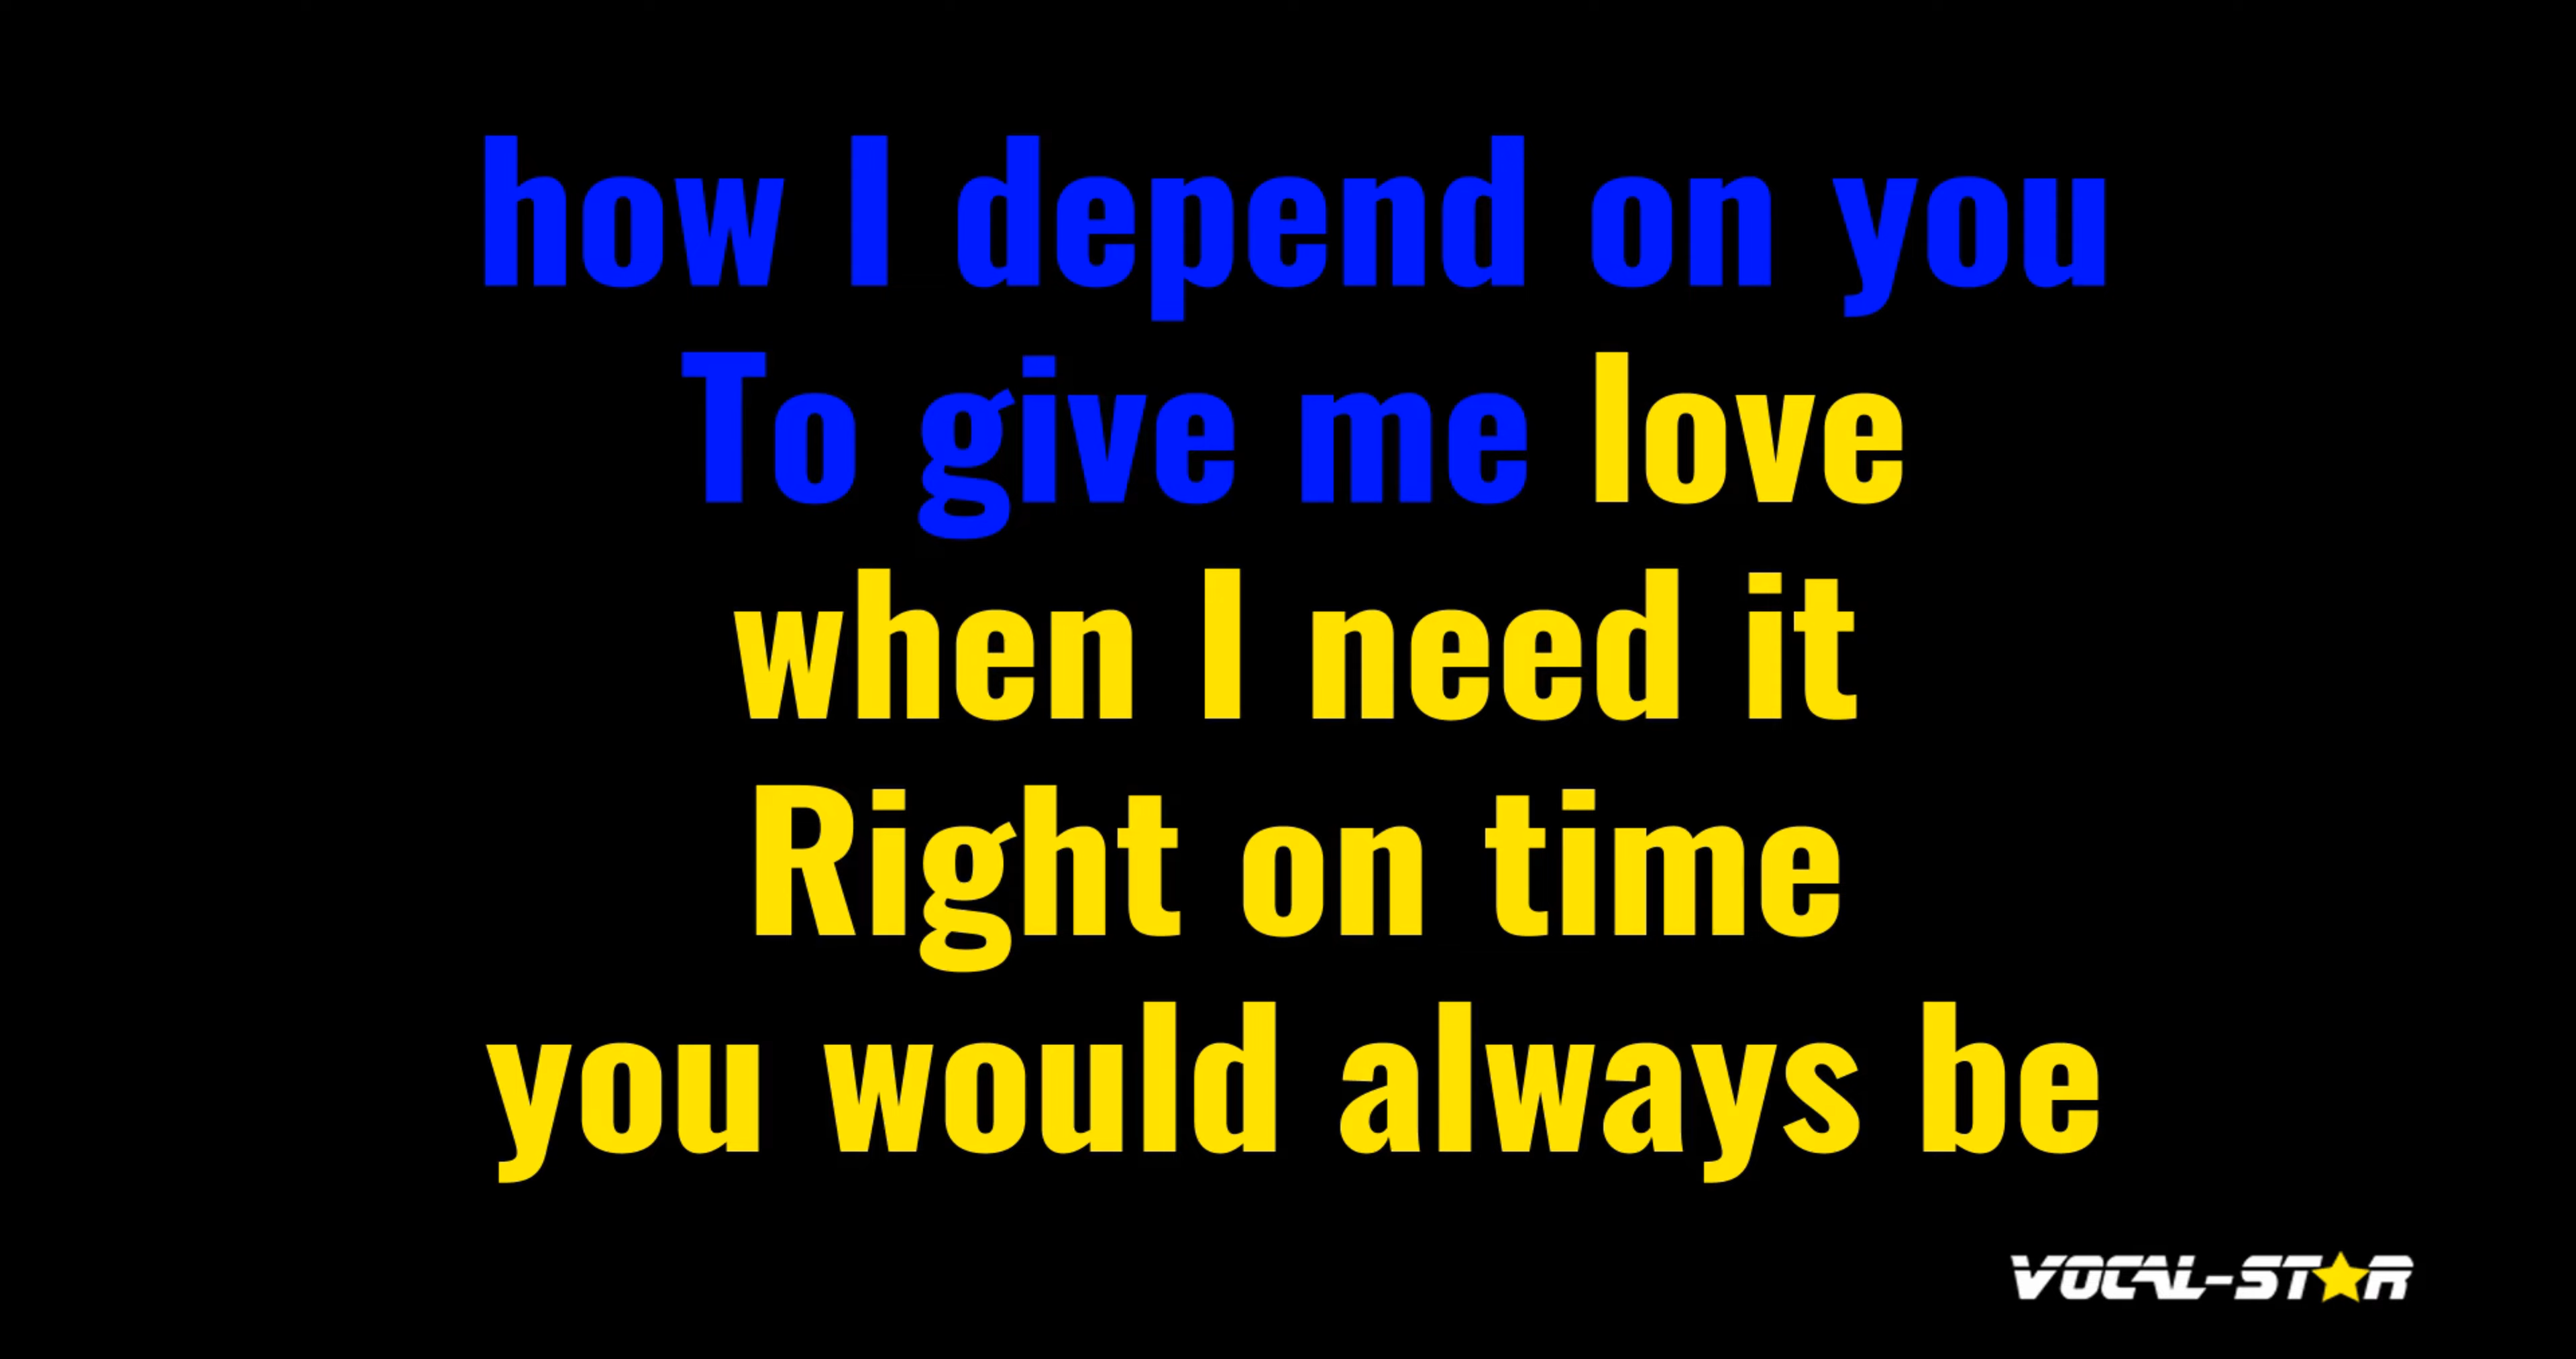 how I depend on you
To give me love
when I need it
Right on time
you would always be
VOCAL-STAR